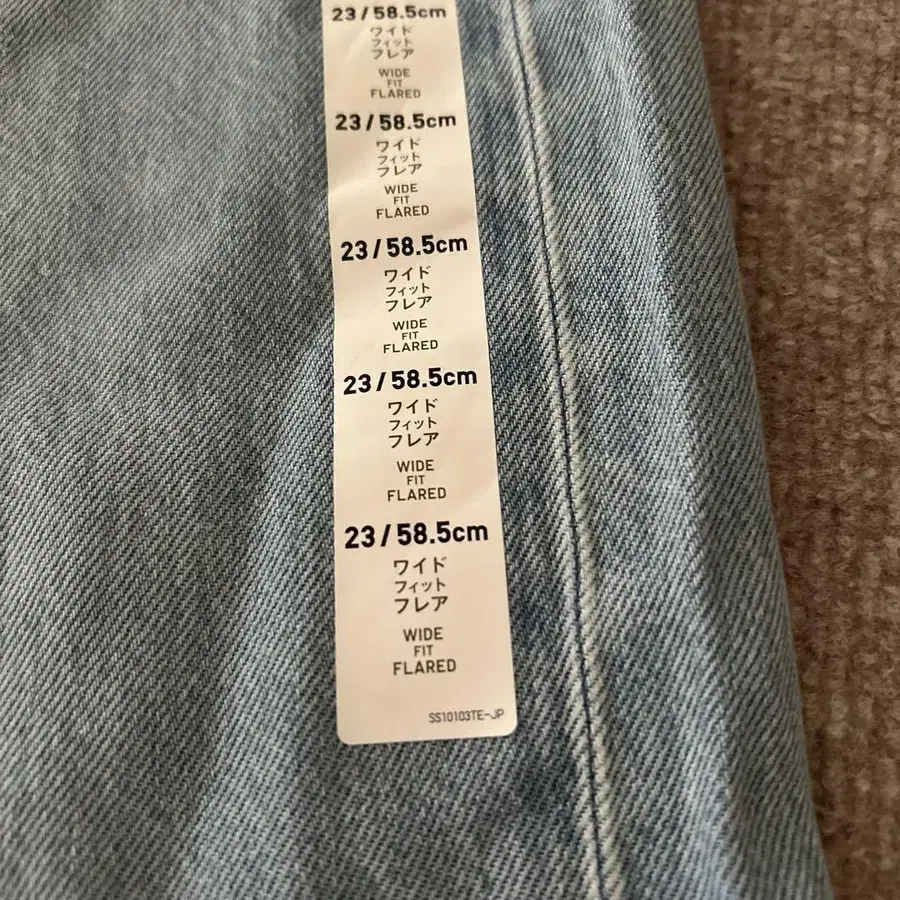 23/58.5cm
ワイド
フィット
フレア
WIDE
FIT
FLARED
23/58.5cm
ワイド
フィット
フレア
WIDE
FIT
FLARED
23/58.5cm
ワイド
フィット
フレア
WIDE
FIT
FLARED
23/58.5cm
ワイド
フィット
フレア
WIDE
FIT
FLARED
23/58.5cm
ワイド
フィット
フレア
WIDE
FIT
FLARED
SS10103TE-JP